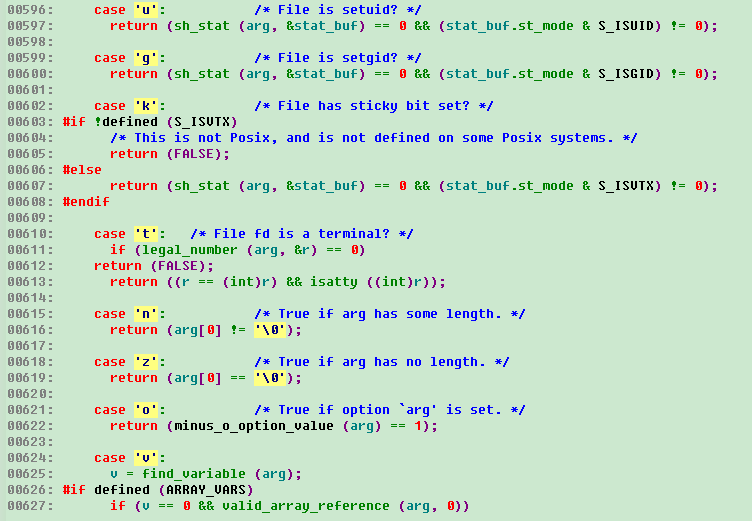 00596:     case 'u':            /* File is setuid? */
00597:       return (sh_stat (arg, &stat_buf) == 0 && (stat_buf.st_mode & S_ISUID) != 0);
00598:
00599:     case 'g':            /* File is setgid? */
00600:       return (sh_stat (arg, &stat_buf) == 0 && (stat_buf.st_mode & S_ISGID) != 0);
00601:
00602:     case 'k':            /* File has sticky bit set? */
00603: #if !defined (S_ISVTX)
00604:       /* This is not Posix, and is not defined on some Posix systems. */
00605:       return (FALSE);
00606: #else
00607:       return (sh_stat (arg, &stat_buf) == 0 && (stat_buf.st_mode & S_ISVTX) != 0);
00608: #endif
00609:
00610:     case 't':    /* File fd is a terminal? */
00611:       if (legal_number (arg, &r) == 0)
00612:     return (FALSE);
00613:       return ((r == (int)r) && isatty ((int)r));
00614:
00615:     case 'n':            /* True if arg has some length. */
00616:       return (arg[0] != '\0');
00617:
00618:     case 'z':            /* True if arg has no length. */
00619:       return (arg[0] == '\0');
00620:
00621:     case 'o':            /* True if option `arg' is set. */
00622:       return (minus_o_option_value (arg) == 1);
00623:
00624:     case 'v':
00625:       v = find_variable (arg);
00626: #if defined (ARRAY_VARS)
00627:       if (v == 0 && valid_array_reference (arg, 0))